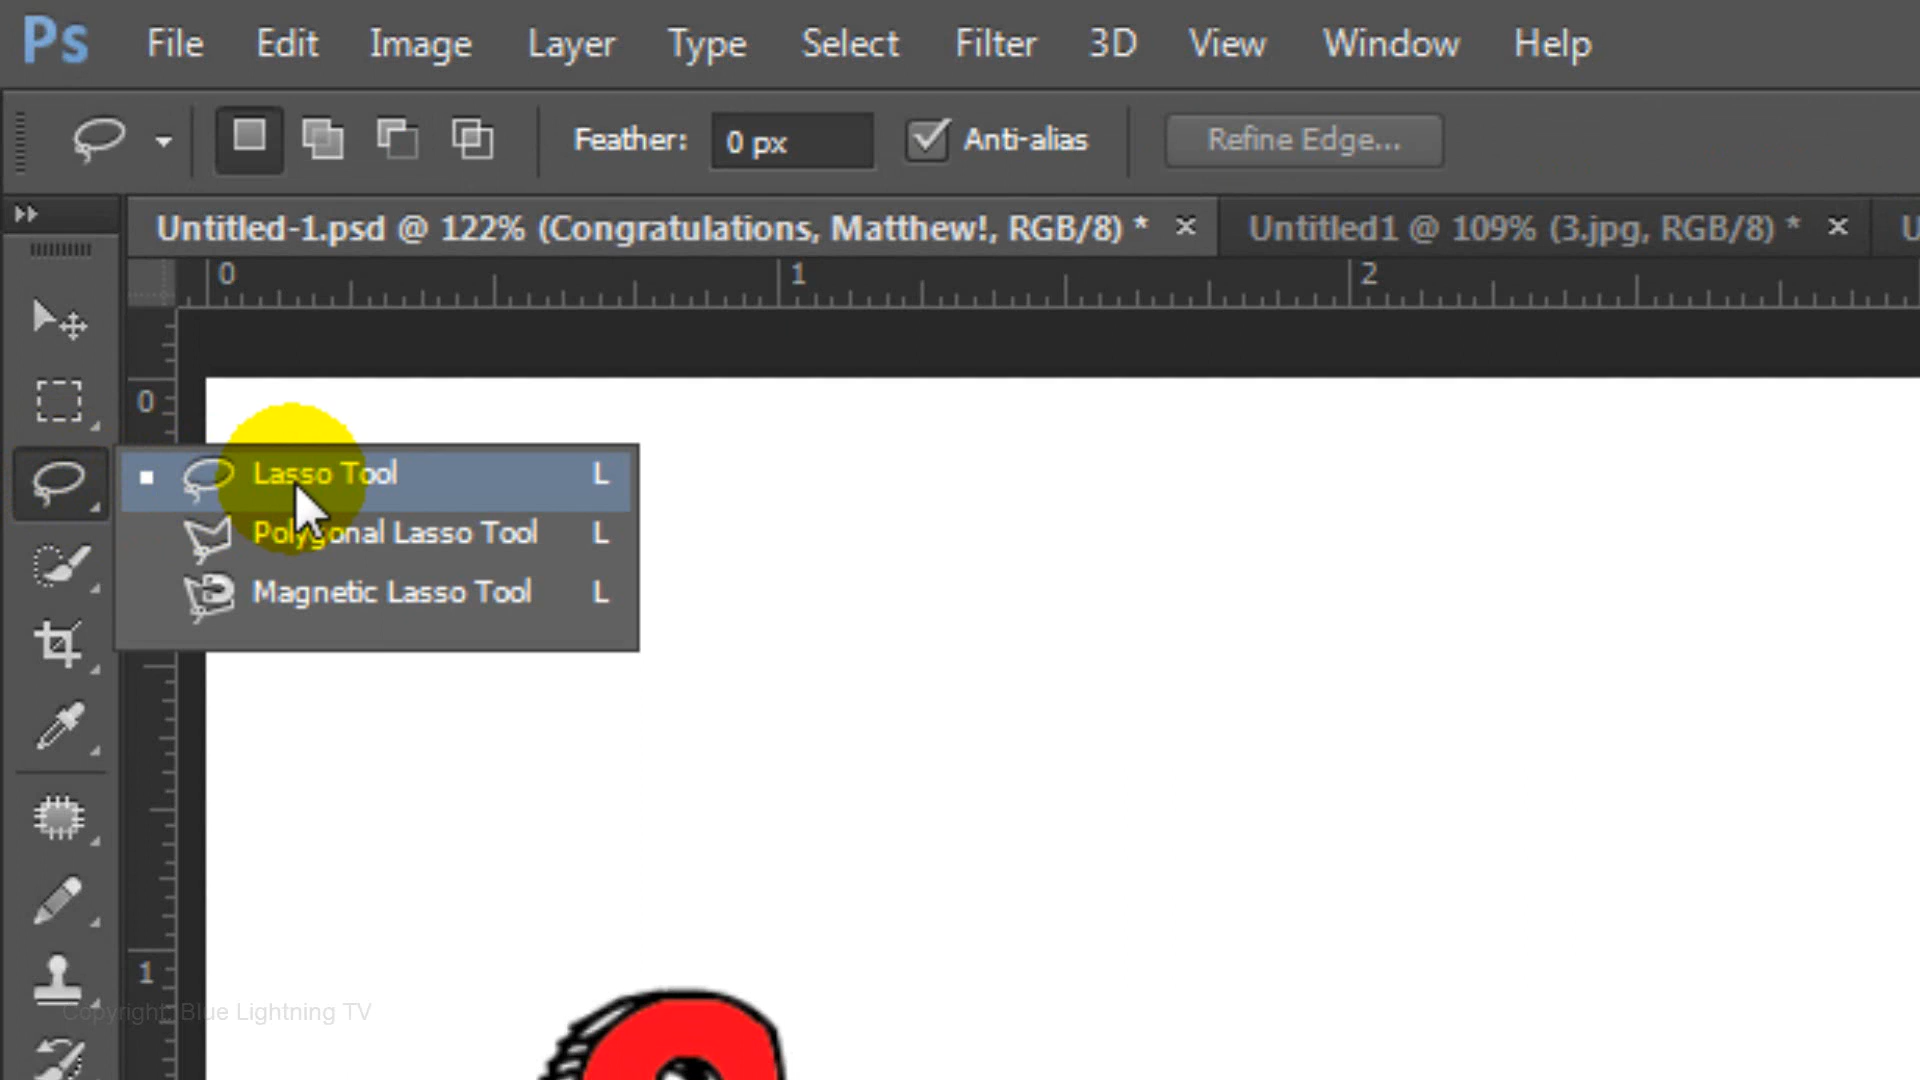 Ps File Edit Image Layer Type Select Filter 3D View Window Help
Feather: 0 px Anti-alias Refine Edge...
Untitled-1.psd @ 122% (Congratulations, Matthew!, RGB/8) * × Untitled1 @ 109% (3.jpg, RGB/8) * × U
0 1 2
0
Lasso Tool L
Polygonal Lasso Tool L
Magnetic Lasso Tool L
1
Copyright: Blue Lightning TV